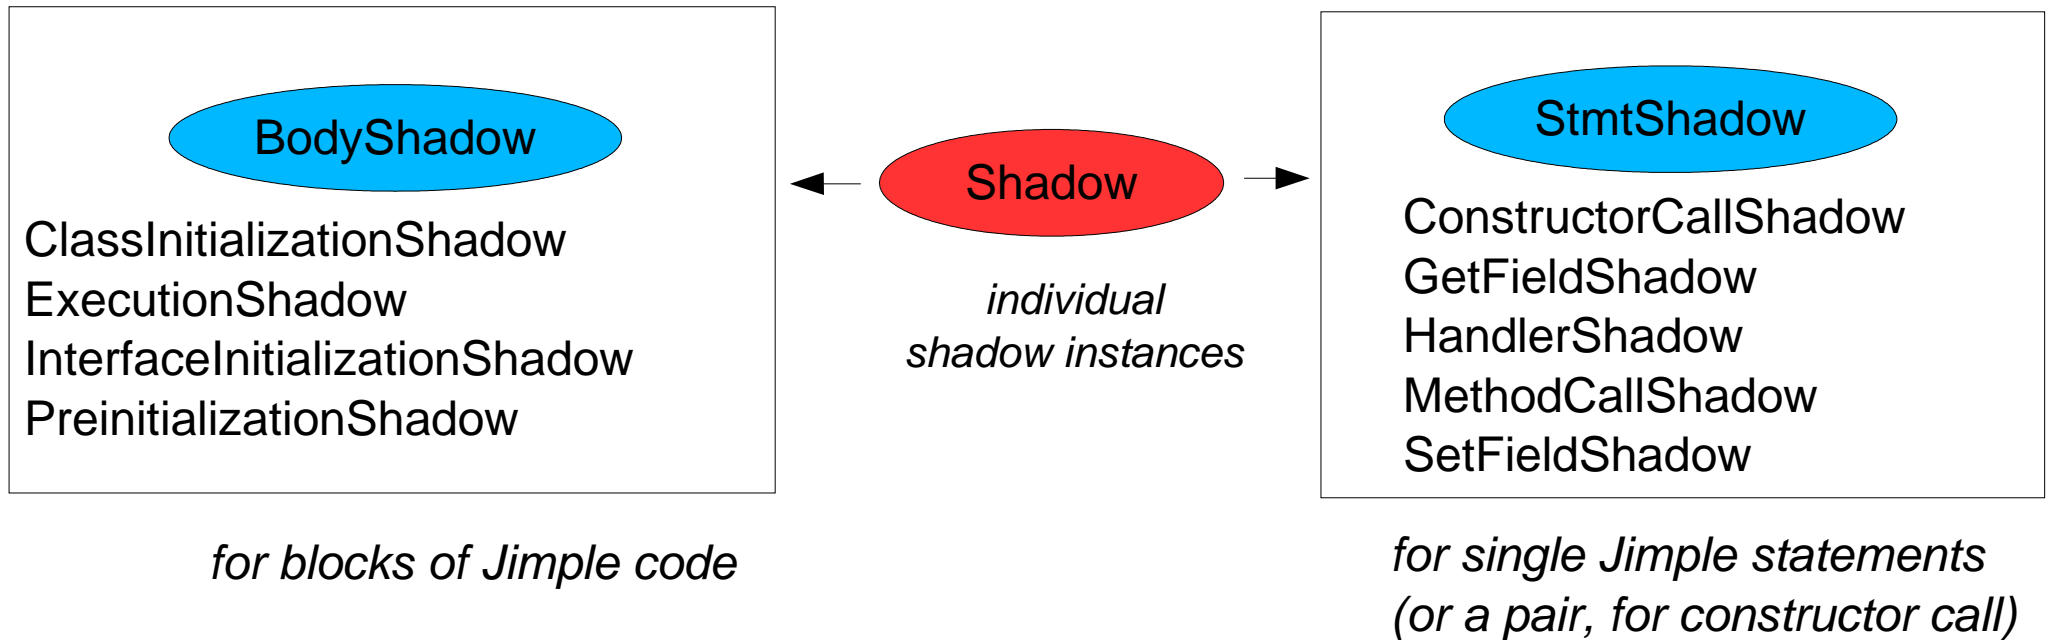 BodyShadow
ClassInitializationShadow
ExecutionShadow
InterfaceInitializationShadow
PreinitializationShadow
for blocks of Jimple code
Shadow
individual
shadow instances
StmtShadow
ConstructorCallShadow
GetFieldShadow
HandlerShadow
MethodCallShadow
SetFieldShadow
for single Jimple statements
(or a pair, for constructor call)